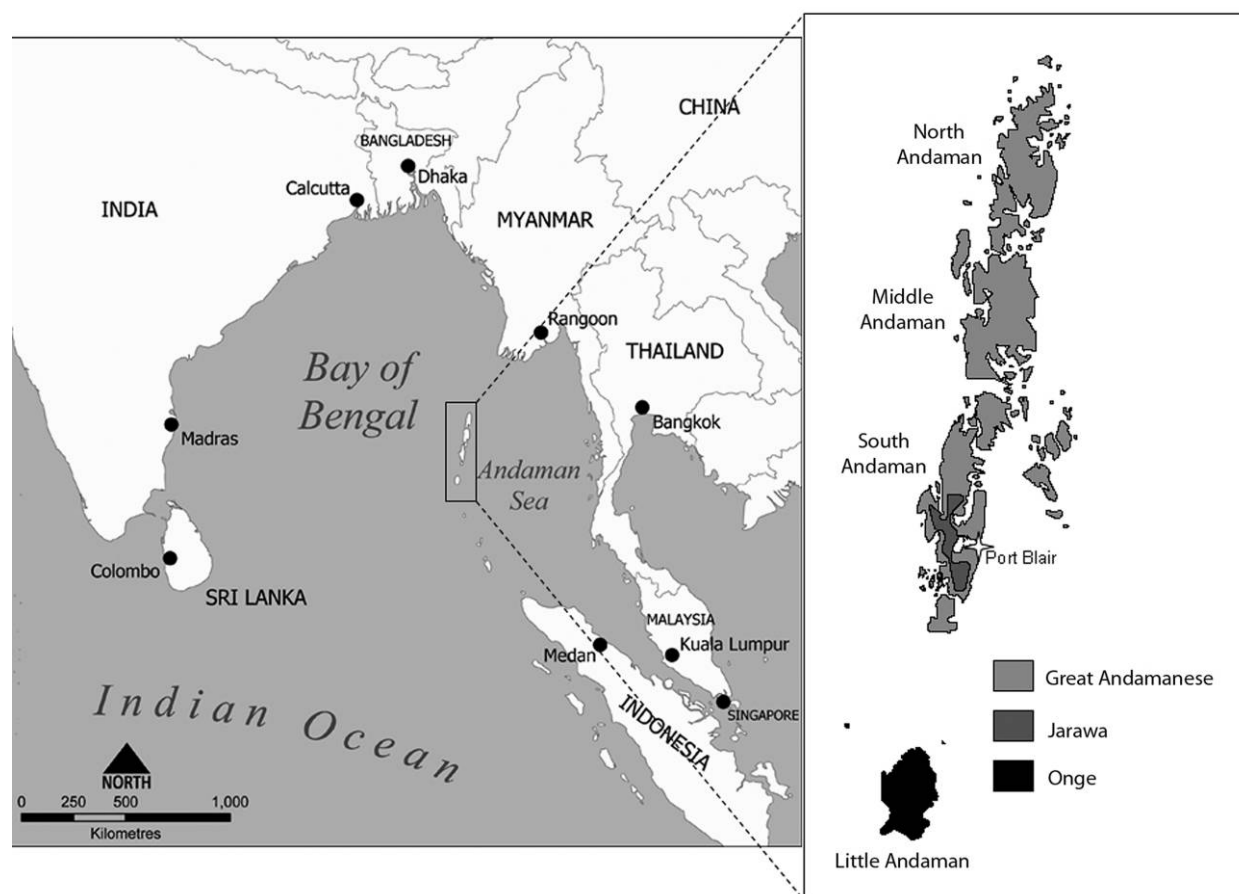 CHINA
BANGLADESH
Dhaka
Calcutta
INDIA
MYANMAR
Rangoon
THAILAND
Bay of
Bengal
Bangkok
Madras
Andaman
Sea
Colombo
SRI LANKA
MALAYSIA
Kuala Lumpur
Medan
SINGAPORE
INDONESIA
Indian Ocean
NORTH
0 250 500 1,000
Kilometres
North
Andaman
Middle
Andaman
South
Andaman
Port Blair
Great Andamanese
Jarawa
Onge
Little Andaman